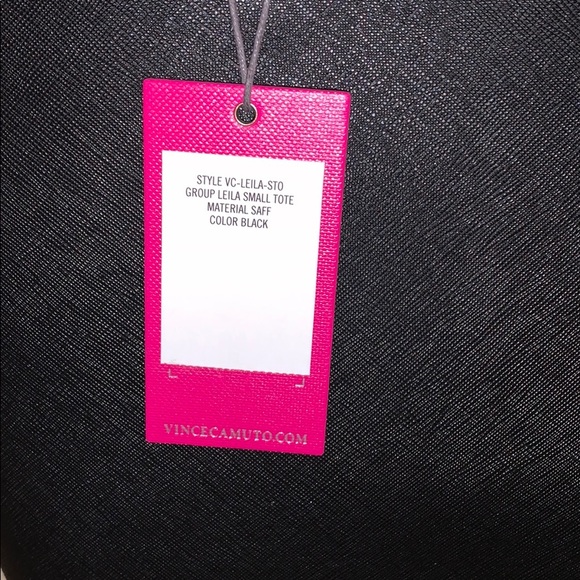 STYLE VC-LEILA-STO
GROUP LEILA SMALL TOTE
MATERIAL SAFF
COLOR BLACK
VINCECAMUTO.COM